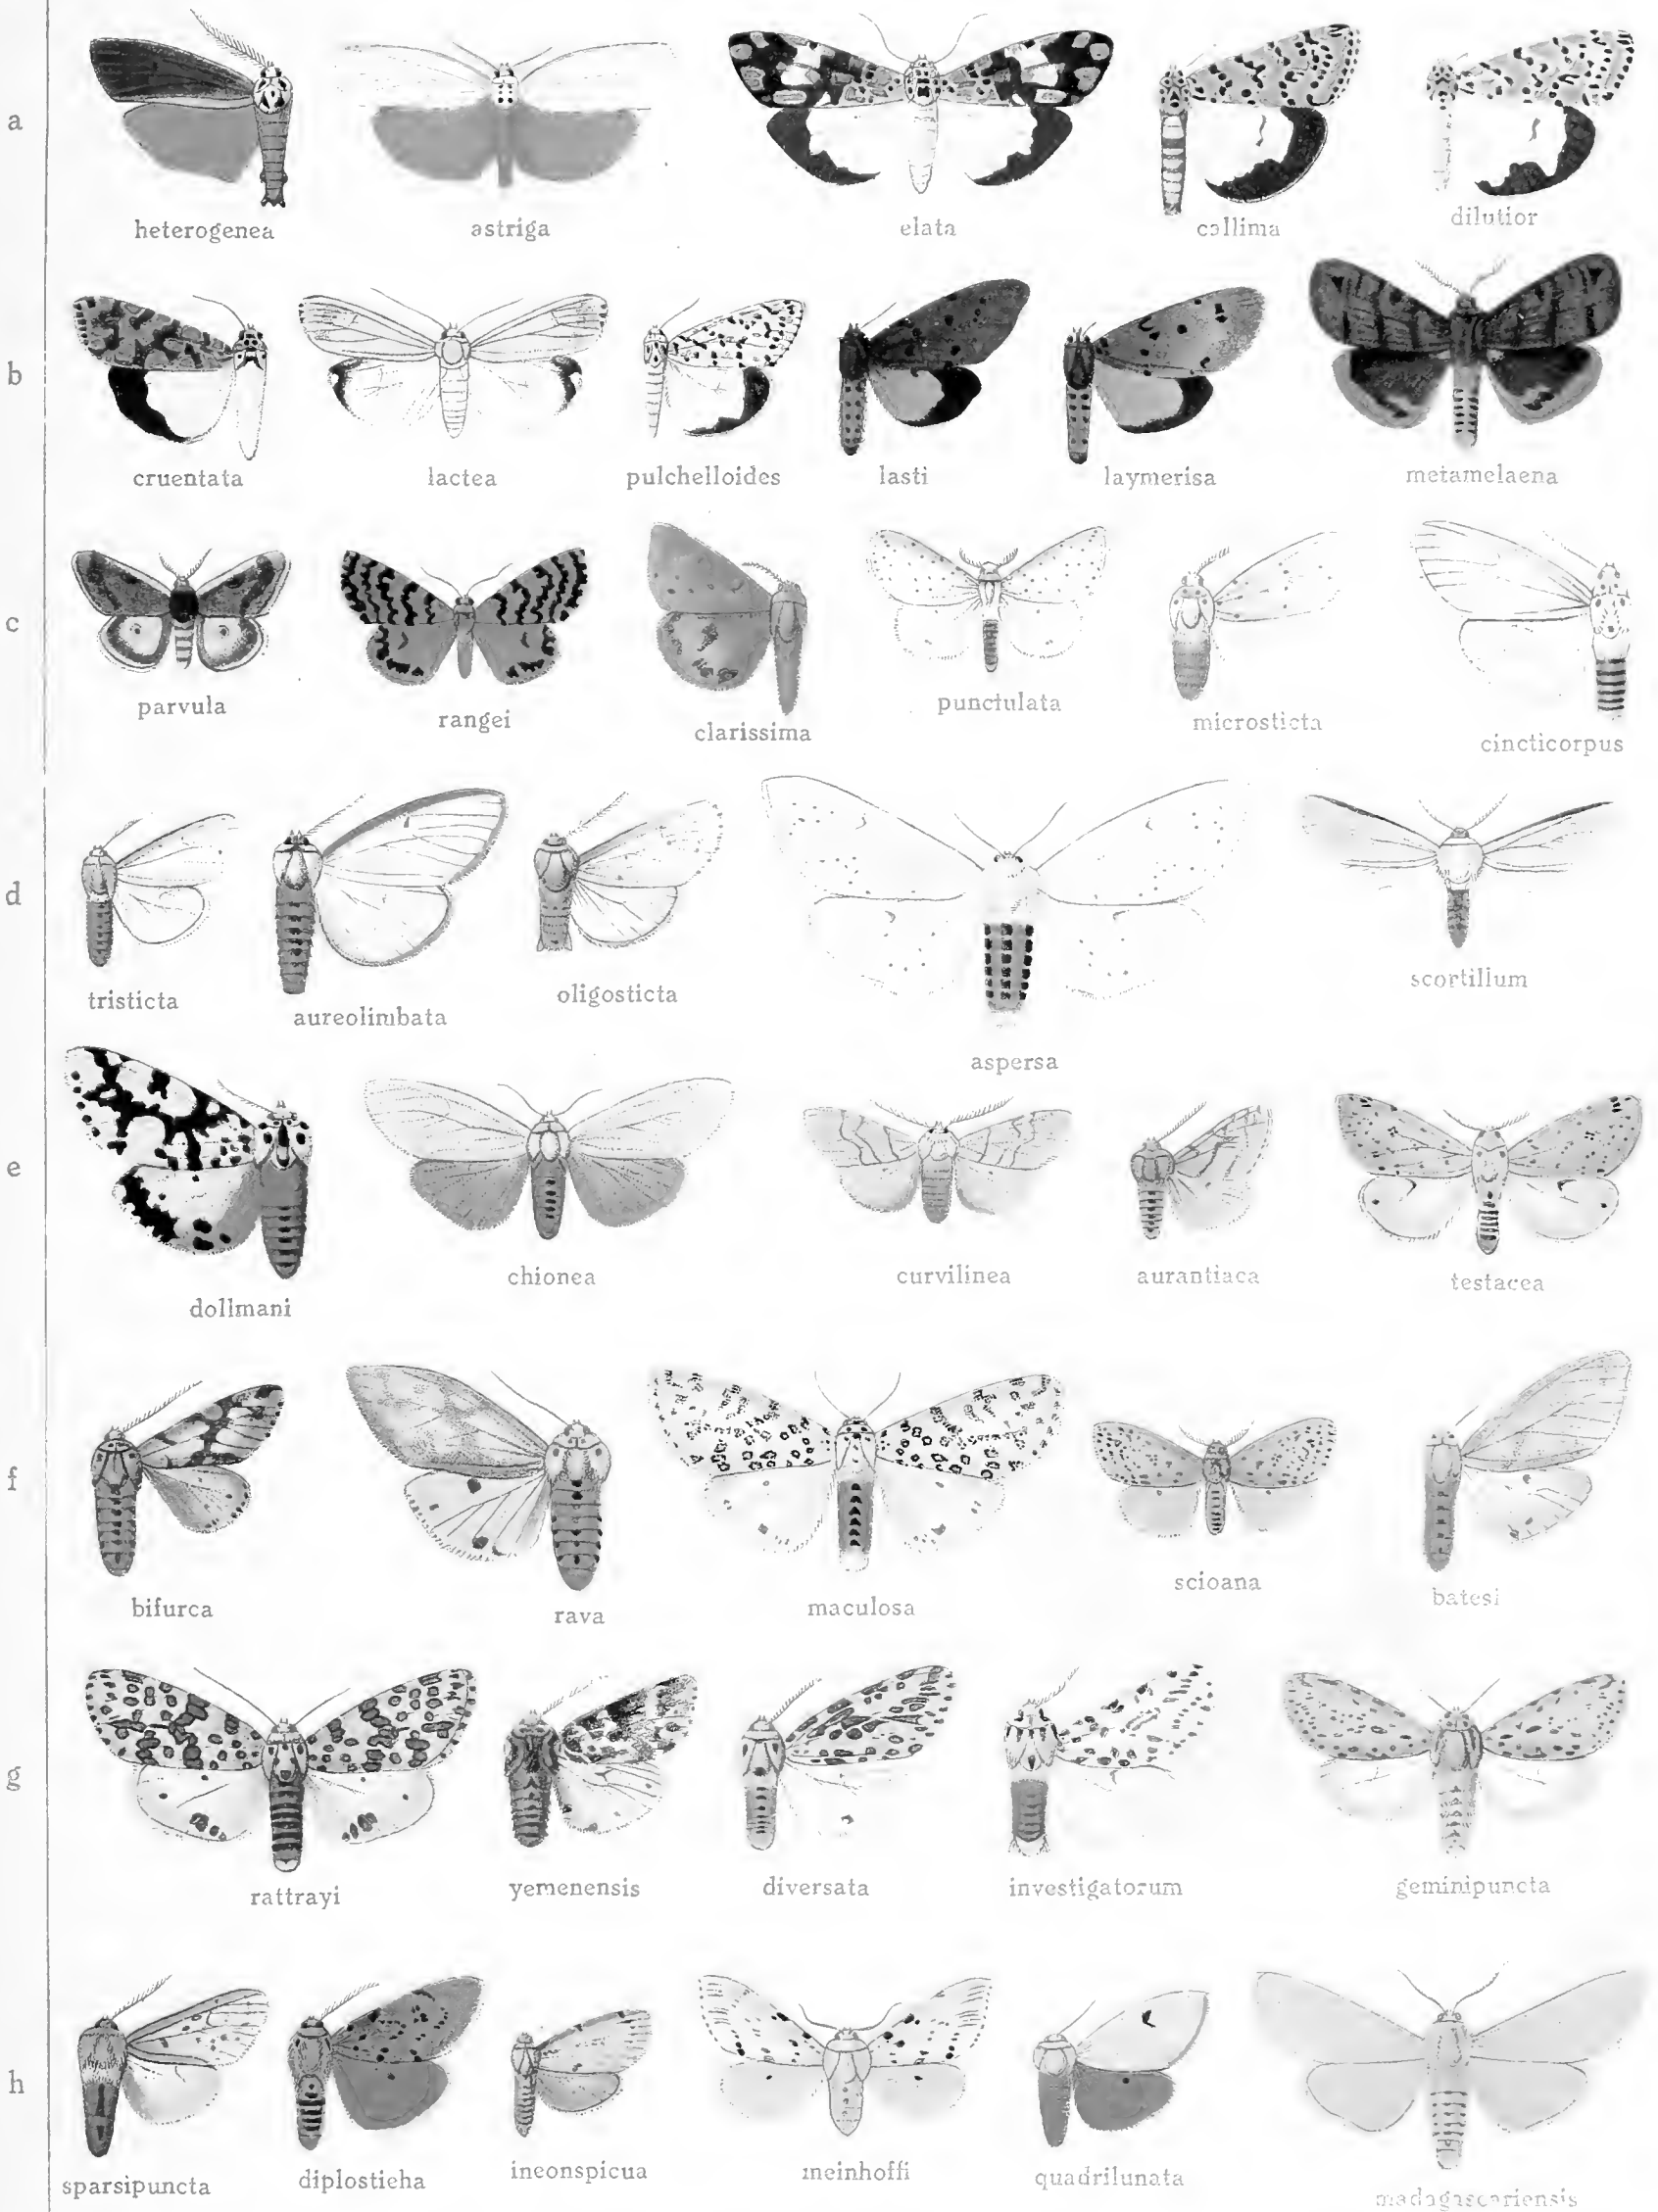 a
heterogenea astriga elata callima dilutior
b
cruentata lactea pulchelloides lasti laymerisa metamelaena
c
parvula rangei clarissima punctulata microsticta cincticorpus
d
tristicta aureolimbata oligosticta aspersa scortillum
e
dollmani chionea curvilinea aurantiaca testacea
f
bifurca rava maculosa scioana batesi
g
rattrayi yemenensis diversata investigatorum geminipuncta
h
sparsipuncta diplosticha inconspicua meinhoffi quadrilunata madagascariensis